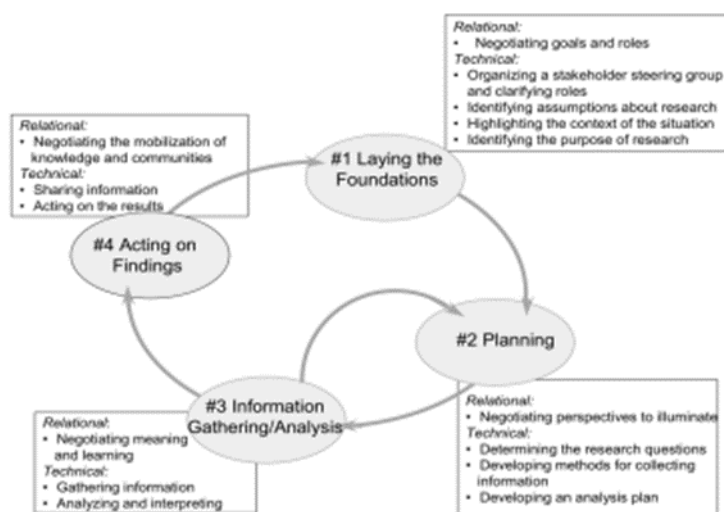 Relational:
• Negotiating goals and roles
Technical:
• Organizing a stakeholder steering group
and clarifying roles
• Identifying assumptions about research
• Highlighting the context of the situation
• Identifying the purpose of research
#1 Laying the
Foundations
Relational:
• Negotiating the mobilization of
knowledge and communities
Technical:
• Sharing information
• Acting on the results
#4 Acting on
Findings
#2 Planning
Relational:
• Negotiating perspectives to illuminate
Technical:
• Determining the research questions
• Developing methods for collecting
information
• Developing an analysis plan
#3 Information
Gathering/Analysis
Relational:
• Negotiating meaning
and learning
Technical:
• Gathering information
• Analyzing and interpreting